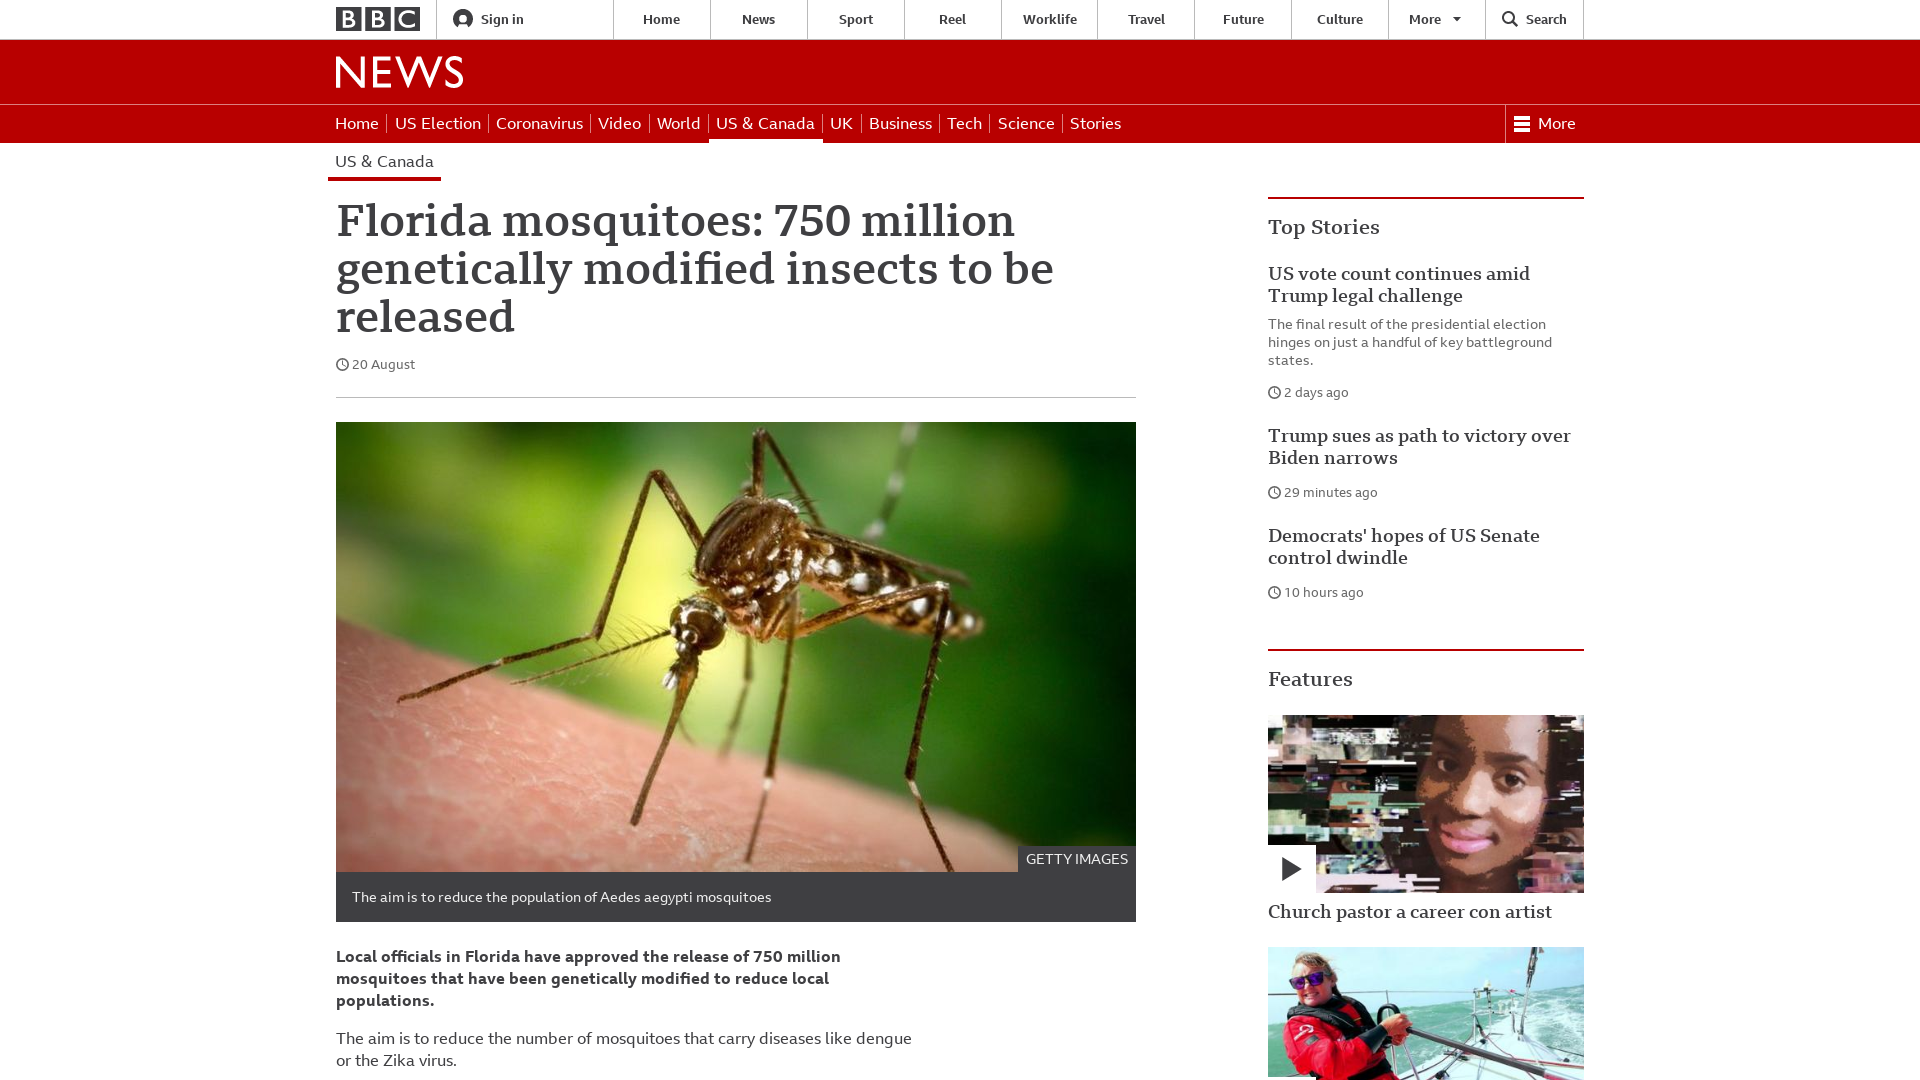 BBC
Sign in
Home
News
Sport
Reel
Worklife
Travel
Future
Culture
More
Search
NEWS
Home
US Election
Coronavirus
Video
World
US & Canada
UK
Business
Tech
Science
Stories
More
US & Canada
Florida mosquitoes: 750 million
genetically modified insects to be
released
20 August
GETTY IMAGES
The aim is to reduce the population of Aedes aegypti mosquitoes
Local officials in Florida have approved the release of 750 million
mosquitoes that have been genetically modified to reduce local
populations.
The aim is to reduce the number of mosquitoes that carry diseases like dengue
or the Zika virus.
Top Stories
US vote count continues amid
Trump legal challenge
The final result of the presidential election
hinges on just a handful of key battleground
states.
2 days ago
Trump sues as path to victory over
Biden narrows
29 minutes ago
Democrats' hopes of US Senate
control dwindle
10 hours ago
Features
Church pastor a career con artist